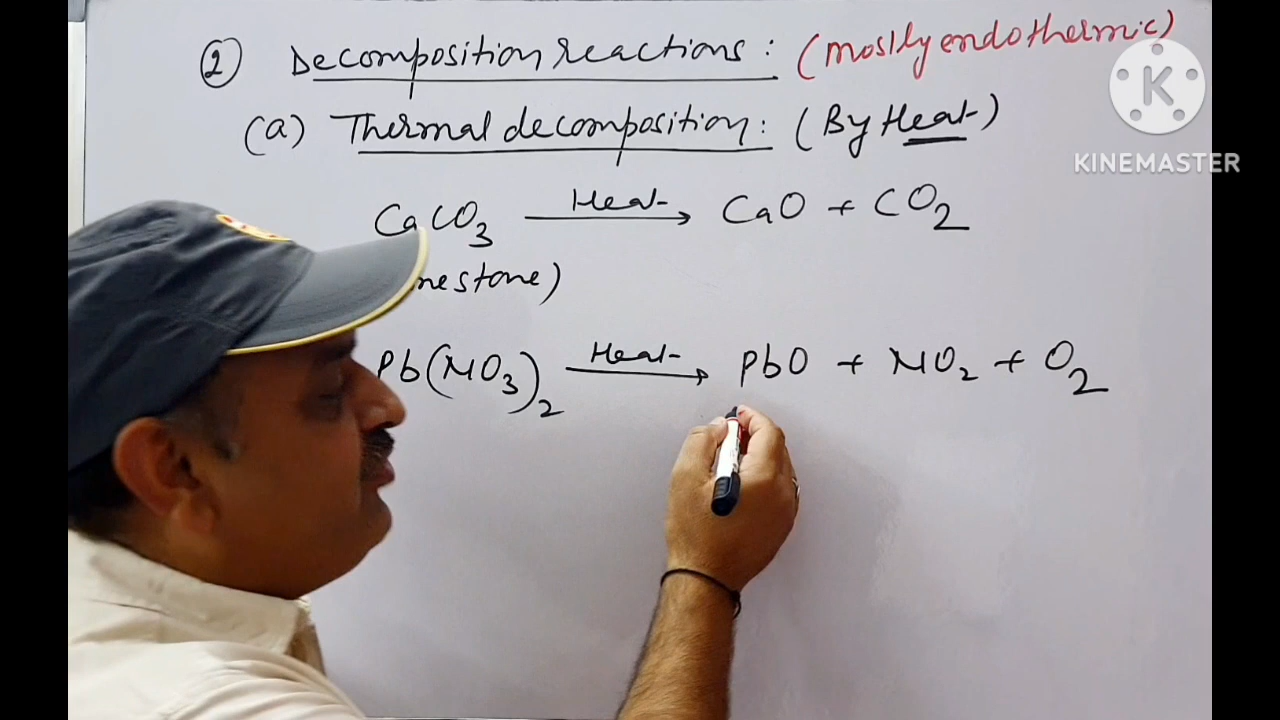 ② Decomposition reactions : (mostly endothermic)
K
KINEMASTER
(a) Thermal decomposition : (By Heat)
CaCO₃ —Heat→ CaO + CO₂
nestone)
Pb(NO₃)₂ —Heat→ PbO + NO₂ + O₂